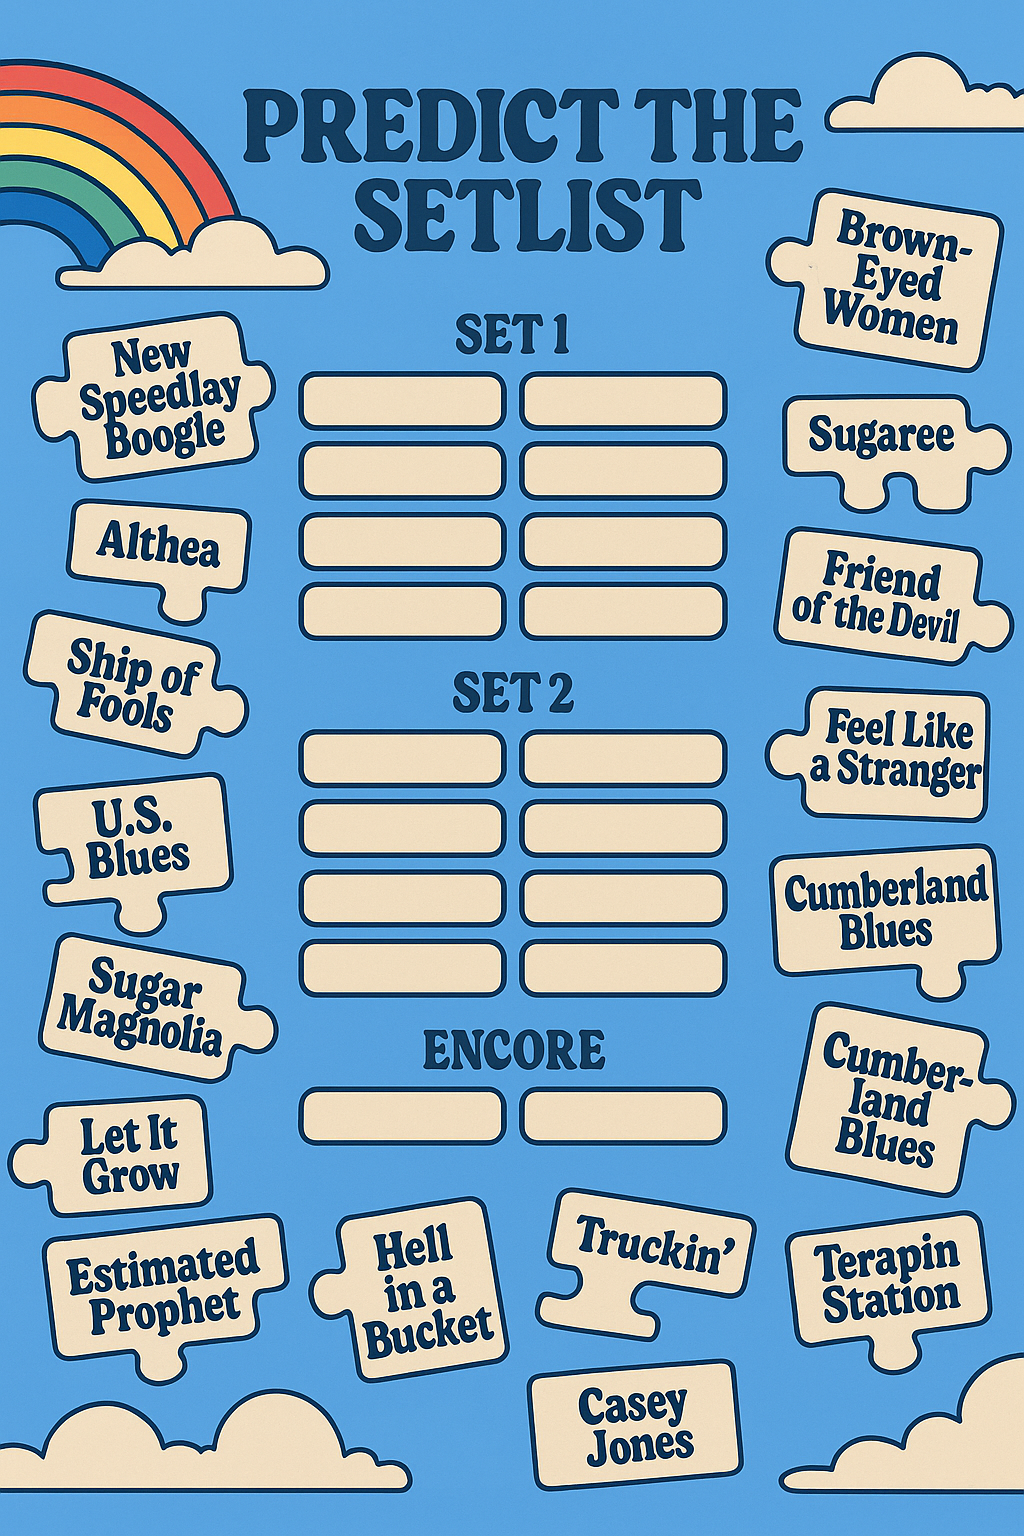 PREDICT THE
SETLIST
SET 1
SET 2
ENCORE
New
Speedlay
Boogle
Althea
Ship of
Fools
U.S.
Blues
Sugar
Magnolia
Let It
Grow
Estimated
Prophet
Hell
in a
Bucket
Truckin’
Casey
Jones
Brown-
Eyed
Women
Sugaree
Friend
of the Devil
Feel Like
a Stranger
Cumberland
Blues
Cumber-
land
Blues
Terapin
Station